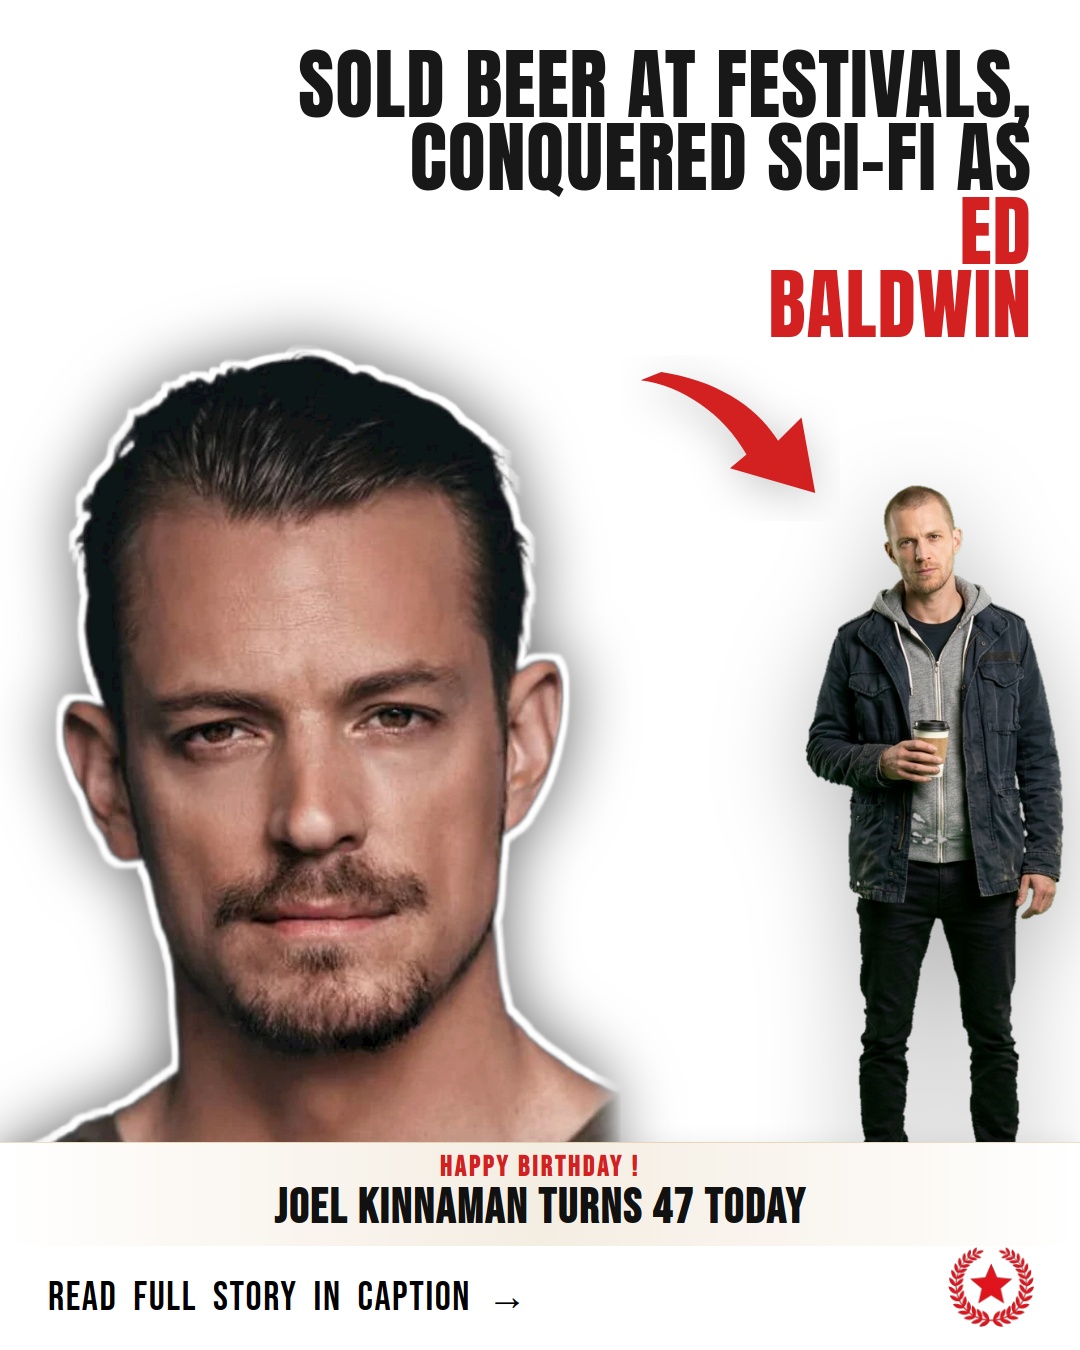 SOLD BEER AT FESTIVALS,
CONQUERED SCI-FI AS
ED
BALDWIN
HAPPY BIRTHDAY !
JOEL KINNAMAN TURNS 47 TODAY
READ FULL STORY IN CAPTION →